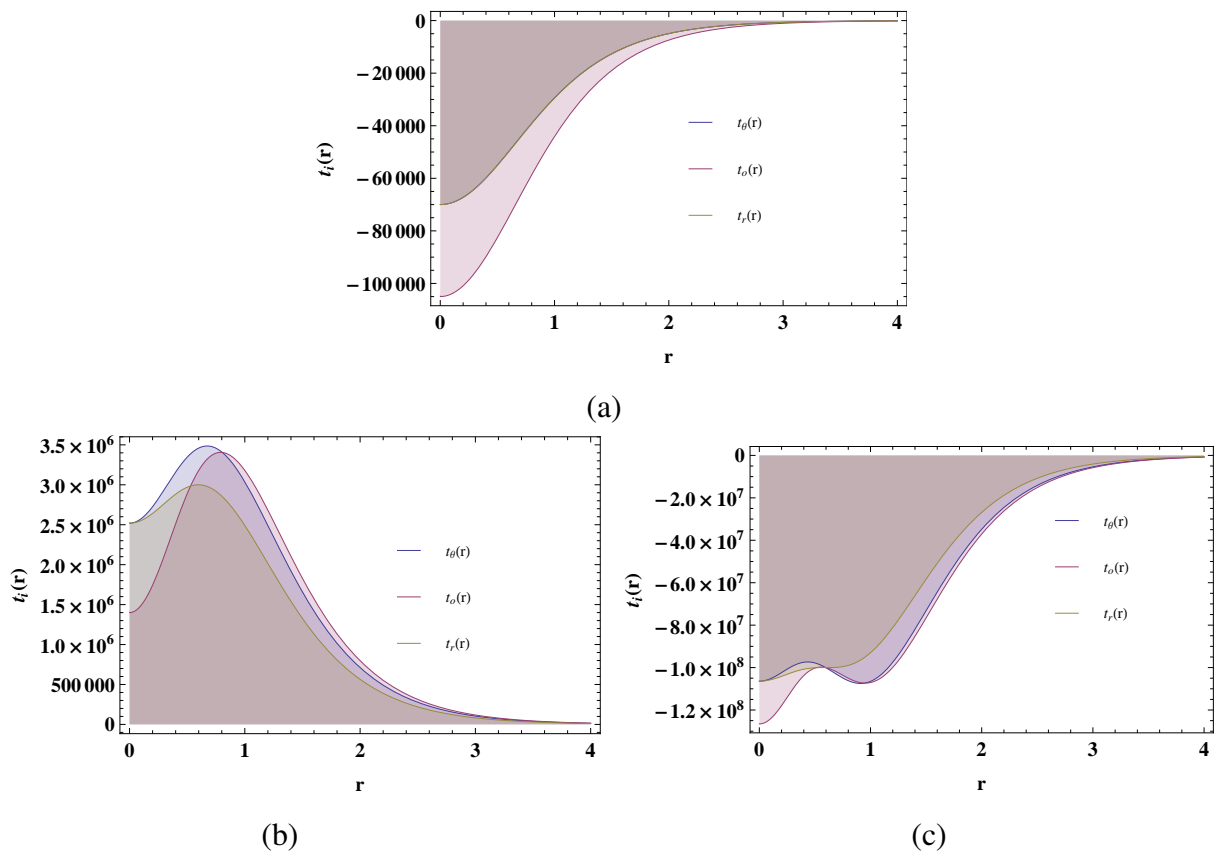 0
−20 000
−40 000
−60 000
−80 000
−100 000
t_i(r)
t_θ(r)
t_o(r)
t_r(r)
0 1 2 3 4
r
(a)
3.5 × 10^6
3.0 × 10^6
2.5 × 10^6
2.0 × 10^6
1.5 × 10^6
1.0 × 10^6
500 000
0
t_i(r)
t_θ(r)
t_o(r)
t_r(r)
0 1 2 3 4
r
(b)
0
−2.0 × 10^7
−4.0 × 10^7
−6.0 × 10^7
−8.0 × 10^7
−1.0 × 10^8
−1.2 × 10^8
t_i(r)
t_θ(r)
t_o(r)
t_r(r)
0 1 2 3 4
r
(c)